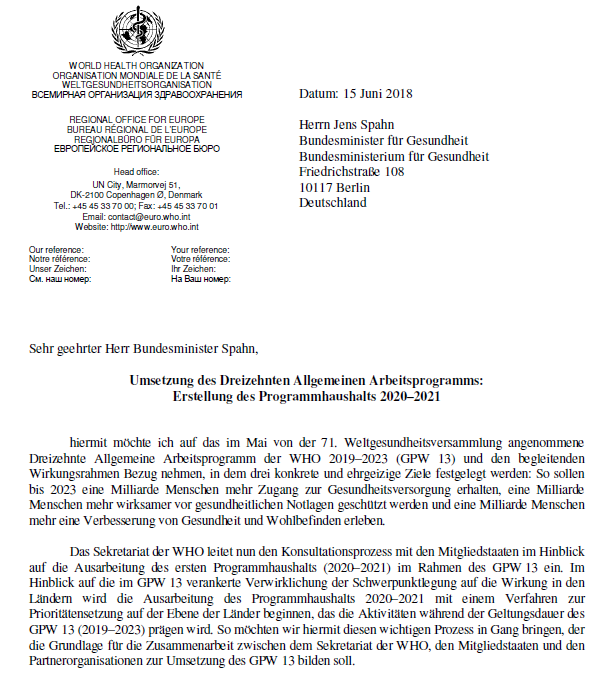 WORLD HEALTH ORGANIZATION
ORGANISATION MONDIALE DE LA SANTÉ
WELTGESUNDHEITSORGANISATION
ВСЕМИРНАЯ ОРГАНИЗАЦИЯ ЗДРАВООХРАНЕНИЯ
REGIONAL OFFICE FOR EUROPE
BUREAU RÉGIONAL DE L'EUROPE
REGIONALBÜRO FÜR EUROPA
ЕВРОПЕЙСКОЕ РЕГИОНАЛЬНОЕ БЮРО
Head office:
UN City, Marmorvej 51,
DK-2100 Copenhagen Ø, Denmark
Tel.: +45 45 33 70 00; Fax: +45 45 33 70 01
Email: contact@euro.who.int
Website: http://www.euro.who.int
Datum: 15 Juni 2018
Herrn Jens Spahn
Bundesminister für Gesundheit
Bundesministerium für Gesundheit
Friedrichstraße 108
10117 Berlin
Deutschland
Our reference: Your reference:
Notre référence: Votre référence:
Unser Zeichen: Ihr Zeichen:
См. наш номер: На Ваш номер:
Sehr geehrter Herr Bundesminister Spahn,
Umsetzung des Dreizehnten Allgemeinen Arbeitsprogramms:
Erstellung des Programmhaushalts 2020–2021
hiermit möchte ich auf das im Mai von der 71. Weltgesundheitsversammlung angenommene
Dreizehnte Allgemeine Arbeitsprogramm der WHO 2019–2023 (GPW 13) und den begleitenden
Wirkungsrahmen Bezug nehmen, in dem drei konkrete und ehrgeizige Ziele festgelegt werden: So sollen
bis 2023 eine Milliarde Menschen mehr Zugang zur Gesundheitsversorgung erhalten, eine Milliarde
Menschen mehr wirksamer vor gesundheitlichen Notlagen geschützt werden und eine Milliarde Menschen
mehr eine Verbesserung von Gesundheit und Wohlbefinden erleben.
Das Sekretariat der WHO leitet nun den Konsultationsprozess mit den Mitgliedstaaten im Hinblick
auf die Ausarbeitung des ersten Programmhaushalts (2020–2021) im Rahmen des GPW 13 ein. Im
Hinblick auf die im GPW 13 verankerte Verwirklichung der Schwerpunktlegung auf die Wirkung in den
Ländern wird die Ausarbeitung des Programmhaushalts 2020–2021 mit einem Verfahren zur
Prioritätensetzung auf der Ebene der Länder beginnen, das die Aktivitäten während der Geltungsdauer des
GPW 13 (2019–2023) prägen wird. So möchten wir hiermit diesen wichtigen Prozess in Gang bringen, der
die Grundlage für die Zusammenarbeit zwischen dem Sekretariat der WHO, den Mitgliedstaaten und den
Partnerorganisationen zur Umsetzung des GPW 13 bilden soll.